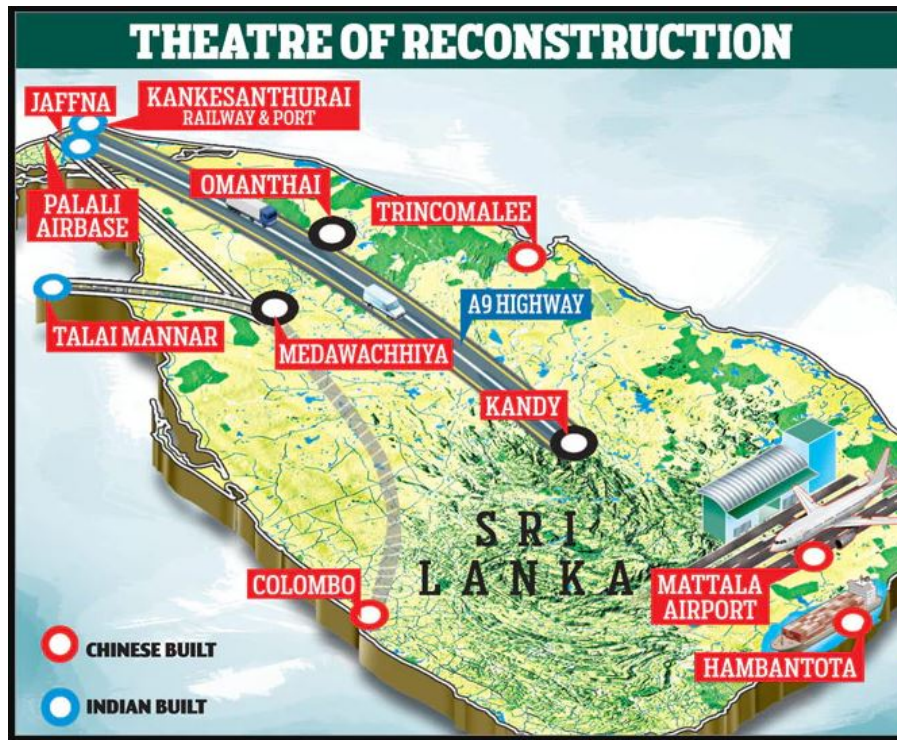 THEATRE OF RECONSTRUCTION
JAFFNA
KANKESANTHURAI
RAILWAY & PORT
PALALI
AIRBASE
OMANTHAI
TRINCOMALEE
A9 HIGHWAY
TALAI MANNAR
MEDAWACHHIYA
KANDY
SRI
LANKA
COLOMBO
MATTALA
AIRPORT
HAMBANTOTA
CHINESE BUILT
INDIAN BUILT